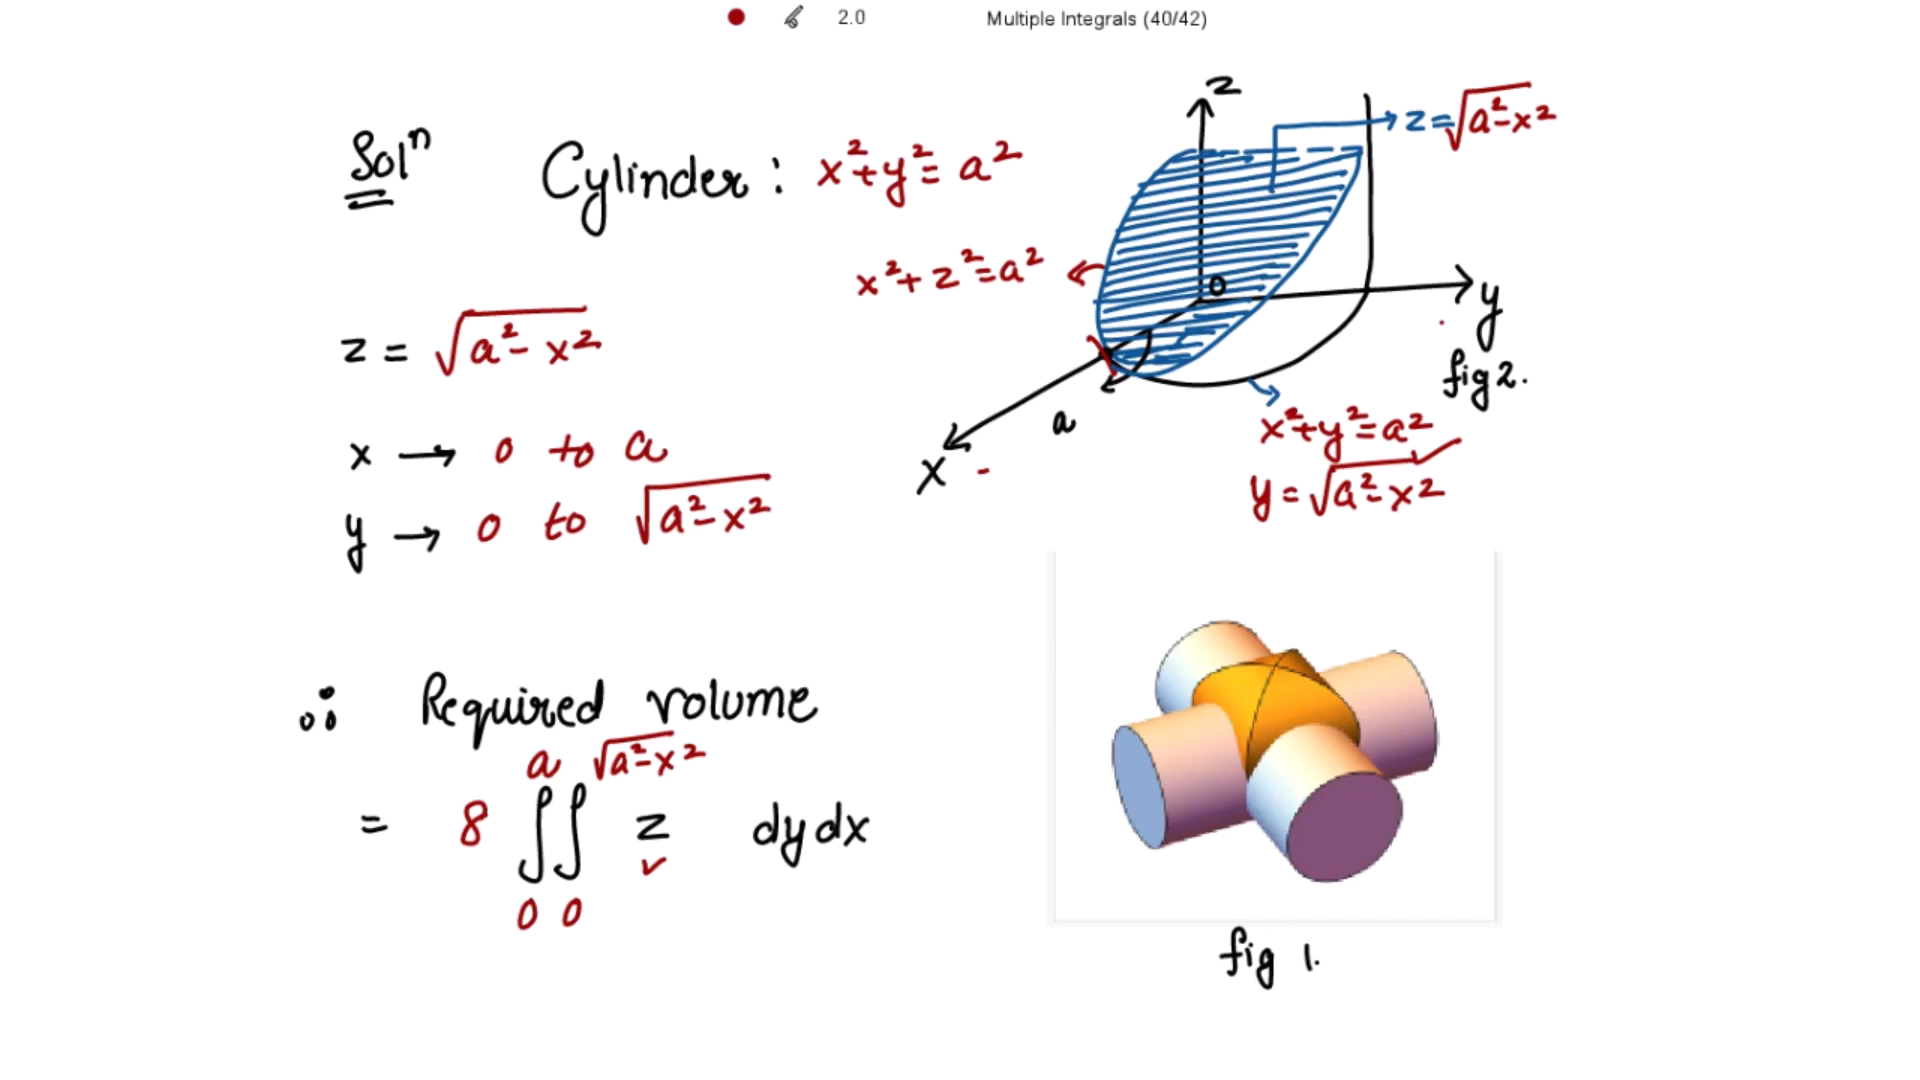 2.0 Multiple Integrals (40/42)
Solⁿ Cylinder : x²+y²=a²
z = √(a²-x²)
x → 0 to a
y → 0 to √(a²-x²)
∴ Required volume
= 8 ∫₀ᵃ ∫₀^√(a²-x²) z dy dx
z
→ z=√(a²-x²)
x²+z²=a²
0
y
fig 2.
a
x
x²+y²=a²
y=√(a²-x²)
fig 1.